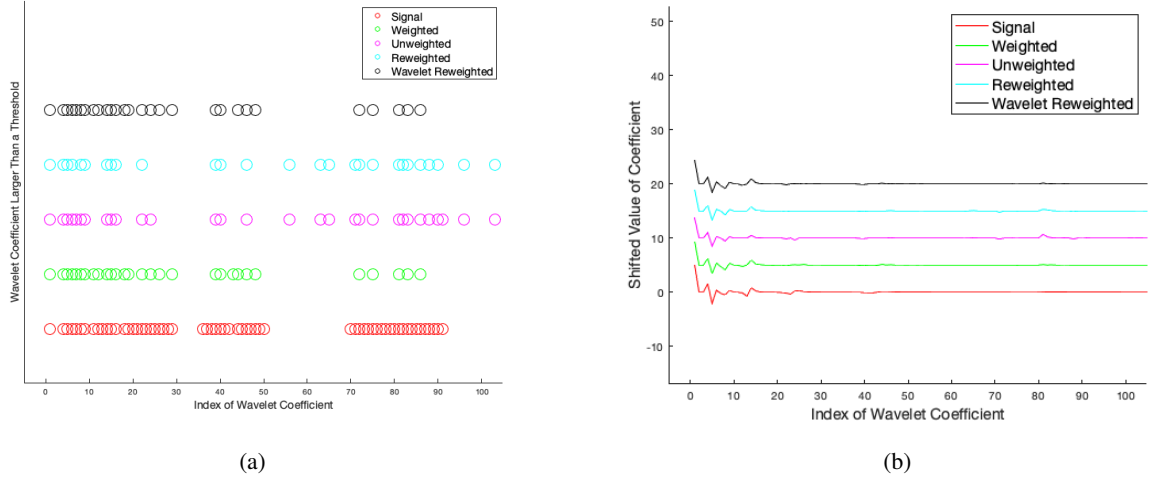 Signal
Weighted
Unweighted
Reweighted
Wavelet Reweighted
Wavelet Coefficient Larger Than a Threshold
0 10 20 30 40 50 60 70 80 90 100
Index of Wavelet Coefficient
(a)
Signal
Weighted
Unweighted
Reweighted
Wavelet Reweighted
Shifted Value of Coefficient
50
40
30
20
10
0
-10
0 10 20 30 40 50 60 70 80 90 100
Index of Wavelet Coefficient
(b)